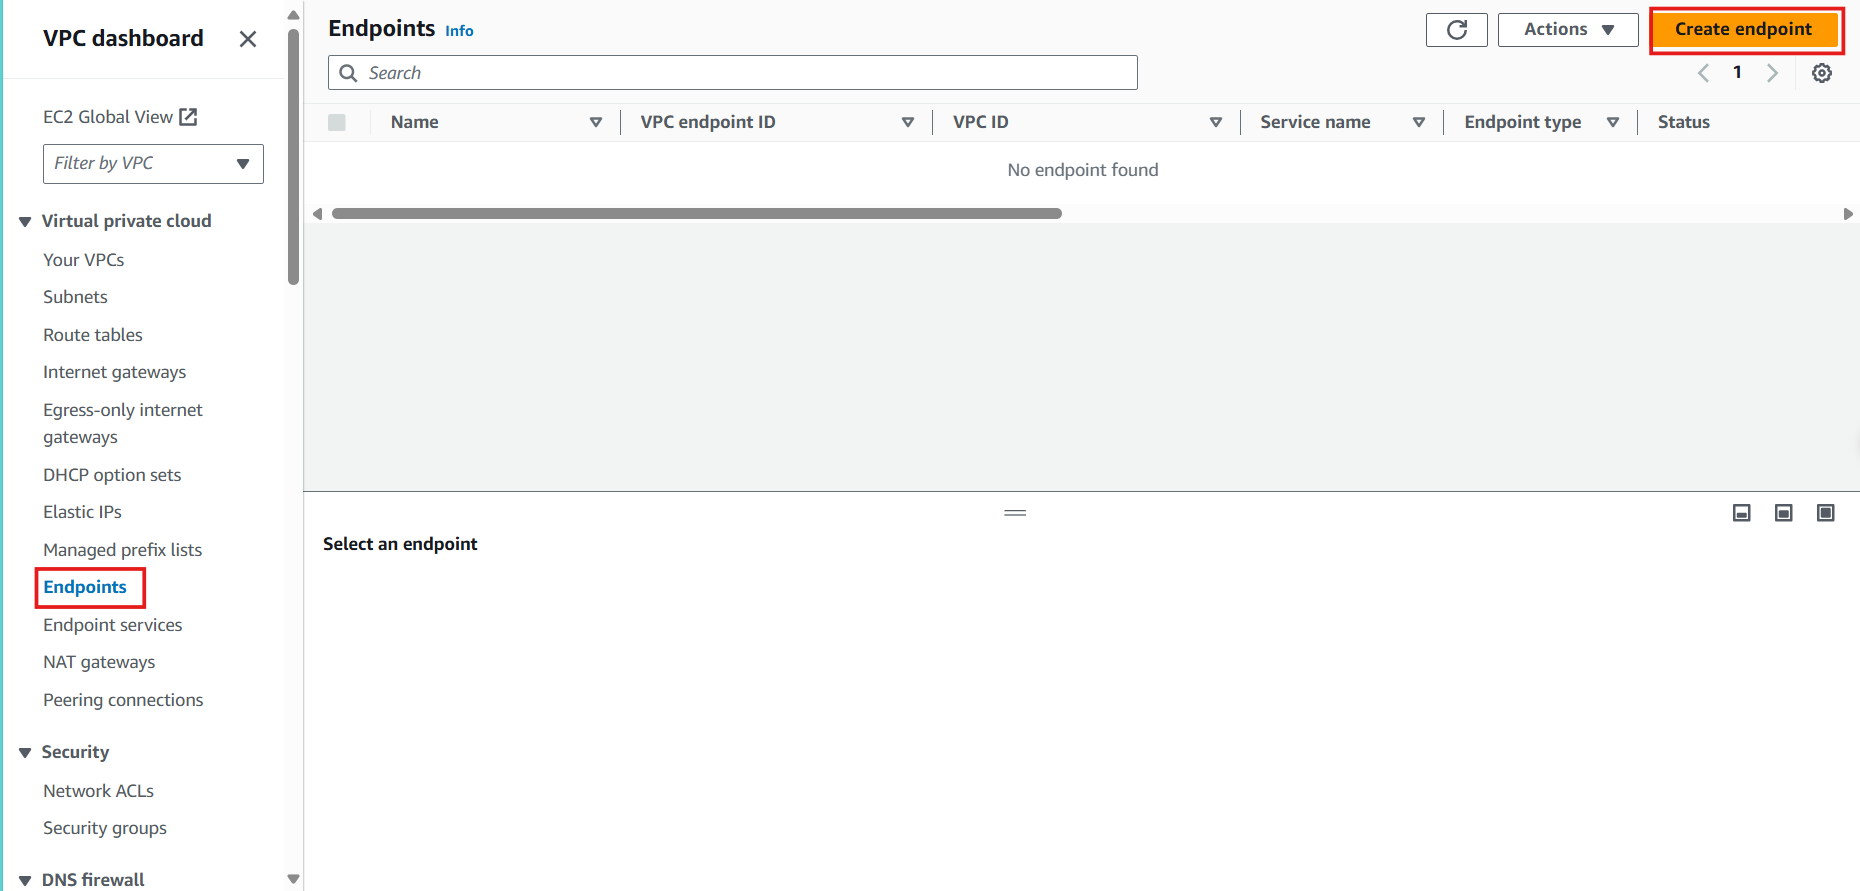 VPC dashboard
EC2 Global View
Filter by VPC
Virtual private cloud
Your VPCs
Subnets
Route tables
Internet gateways
Egress-only internet
gateways
DHCP option sets
Elastic IPs
Managed prefix lists
Endpoints
Endpoint services
NAT gateways
Peering connections
Security
Network ACLs
Security groups
DNS firewall
Endpoints Info
Actions
Create endpoint
Search
1
Name VPC endpoint ID VPC ID Service name Endpoint type Status
No endpoint found
Select an endpoint